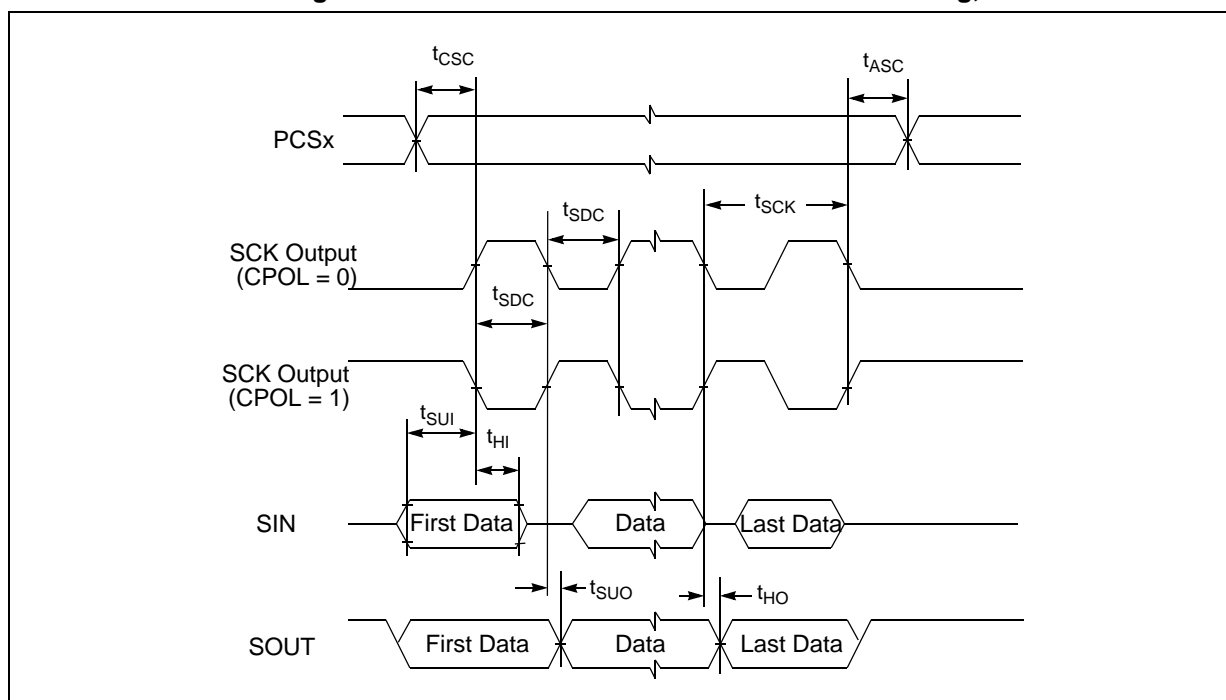 tCSC
tASC
PCSx
tSCK
tSDC
SCK Output
(CPOL = 0)
tSDC
SCK Output
(CPOL = 1)
tSUI
tHI
SIN
First Data
Data
Last Data
tSUO
tHO
SOUT
First Data
Data
Last Data